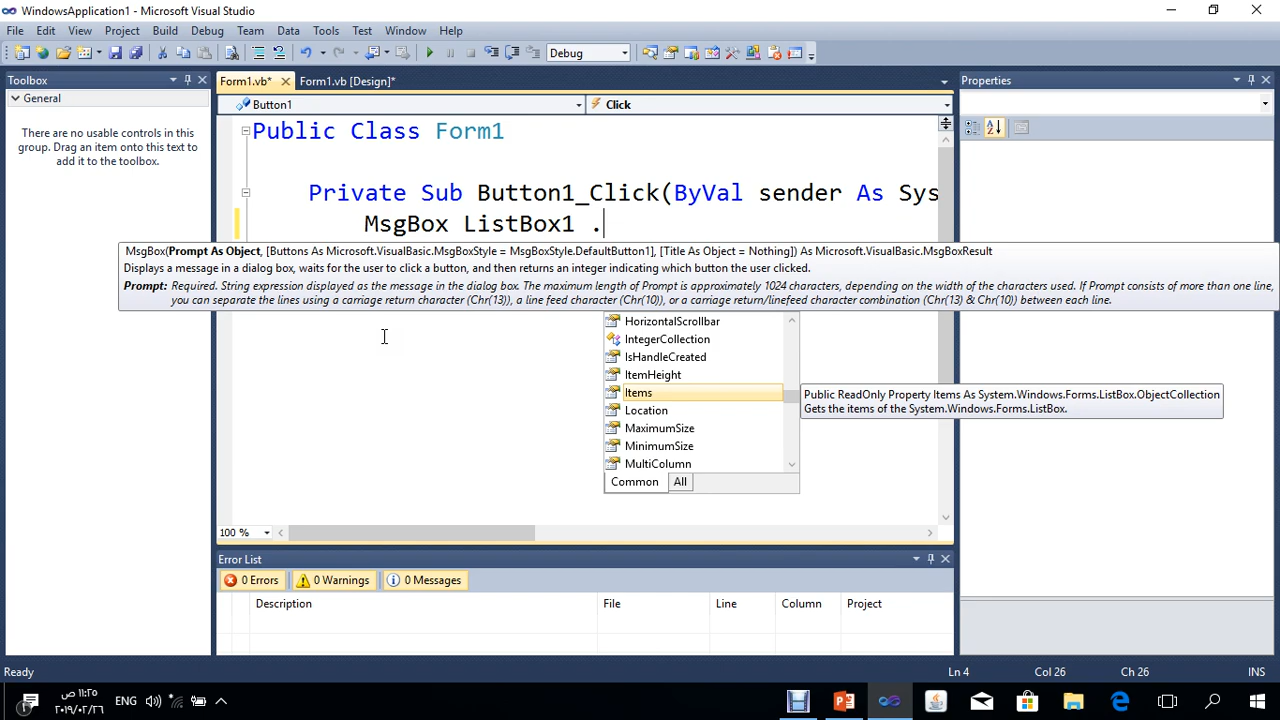 WindowsApplication1 - Microsoft Visual Studio
File Edit View Project Build Debug Team Data Tools Test Window Help
Debug
Toolbox
General
There are no usable controls in this
group. Drag an item onto this text to
add it to the toolbox.
Form1.vb* Form1.vb [Design]*
Button1 Click
Public Class Form1
Private Sub Button1_Click(ByVal sender As Sys
MsgBox ListBox1 .
MsgBox(Prompt As Object, [Buttons As Microsoft.VisualBasic.MsgBoxStyle = MsgBoxStyle.DefaultButton1], [Title As Object = Nothing]) As Microsoft.VisualBasic.MsgBoxResult
Displays a message in a dialog box, waits for the user to click a button, and then returns an integer indicating which button the user clicked.
Prompt: Required. String expression displayed as the message in the dialog box. The maximum length of Prompt is approximately 1024 characters, depending on the width of the characters used. If Prompt consists of more than one line,
you can separate the lines using a carriage return character (Chr(13)), a line feed character (Chr(10)), or a carriage return/linefeed character combination (Chr(13) & Chr(10)) between each line.
HorizontalScrollbar
IntegerCollection
IsHandleCreated
ItemHeight
Items
Location
MaximumSize
MinimumSize
MultiColumn
Common All
Public ReadOnly Property Items As System.Windows.Forms.ListBox.ObjectCollection
Gets the items of the System.Windows.Forms.ListBox.
100 %
Properties
Error List
0 Errors 0 Warnings 0 Messages
Description File Line Column Project
Ready Ln 4 Col 26 Ch 26 INS
ENG
١١:٢٥ ص
٢٠١٩/٠٢/٢٦